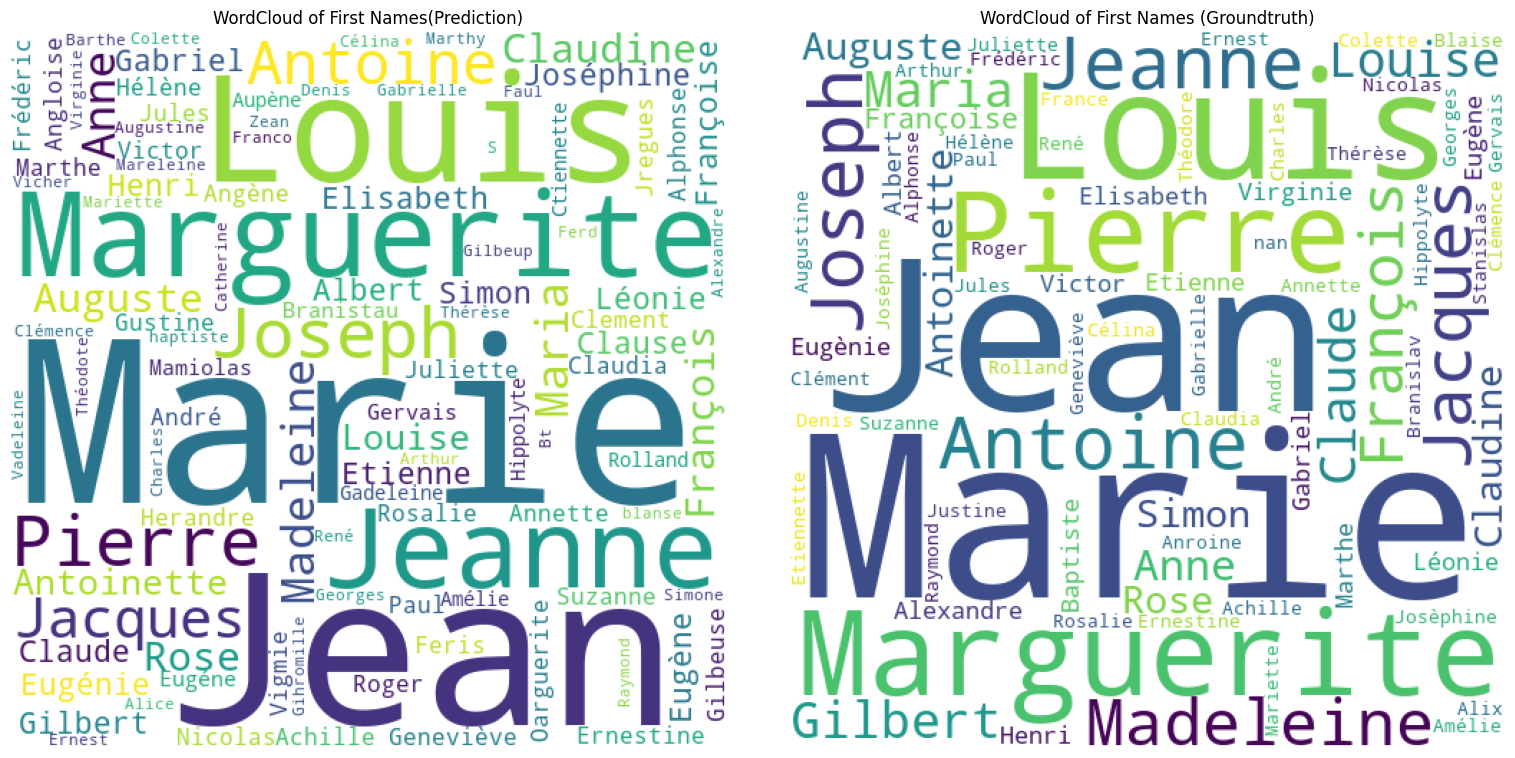 WordCloud of First Names(Prediction)
Barthe
Colette
Célina
Marthy
Claudine
Frédéric
Angloise
Virginie
Anne
Gabriel
Antoine
Joséphine
Françoise
Hélène
Jules
Aupène
Denis
Gabrielle
Faul
Louis
Augustine
Zean
Franco
S
Ctiennette
Jregues
Alphonse
Victor
Marthe
Mareleine
Vicher
Henri
Angène
Elisabeth
Mariette
Marguerite
Ferd
Gilbeup
Catherine
Alexandre
Auguste
Albert
Simon
Maria
Léonie
Branistau
Thérèse
Clement
Clémence
Gustine
haptiste
Joseph
Clause
Théodote
Mamiolas
Juliette
Claudia
Marie
Madeleine
André
Gervais
François
Louise
Bt
Hippolyte
Arthur
Rolland
Vadeleine
Charles
Etienne
Gadeleine
Herandre
Rosalie
Annette
blanse
Pierre
René
Jeanne
Antoinette
Georges
Paul
Amélie
Suzanne
Simone
Jacques
Jean
Claude
Rose
Vigmie
Gihromille
Feris
Oarguerite
Raymond
Eugène
Gilbeuse
Eugénie
Eugéne
Roger
Alice
Gilbert
Ernest
Nicolas
Achille
Geneviève
Ernestine
WordCloud of First Names (Groundtruth)
Auguste
Juliette
Frédéric
Jeanne
Ernest
Colette
Blaise
Louise
Arthur
Maria
Nicolas
Joseph
Françoise
France
Louis
Théodore
Charles
Georges
Eugène
Gervais
Albert
Alphonse
Hélène
Paul
René
Thérèse
Antoinette
Pierre
Elisabeth
Virginie
François
Jacques
Hippolyte
Stanislas
Clémence
Augustine
Joséphine
Roger
nan
Jules
Victor
Etienne
Annette
Jean
Eugènie
Clément
Rolland
Geneviève
Célina
Gabrielle
André
Claude
Branislav
Claudine
Denis
Suzanne
Antoine
Claudia
Gabriel
Marie
Etiennette
Justine
Raymond
Simon
Anroine
Baptiste
Anne
Rose
Marthe
Léonie
Alexandre
Rosalie
Ernestine
Achille
Josèphine
Marguerite
Mariette
Gilbert
Henri
Madeleine
Alix
Amélie